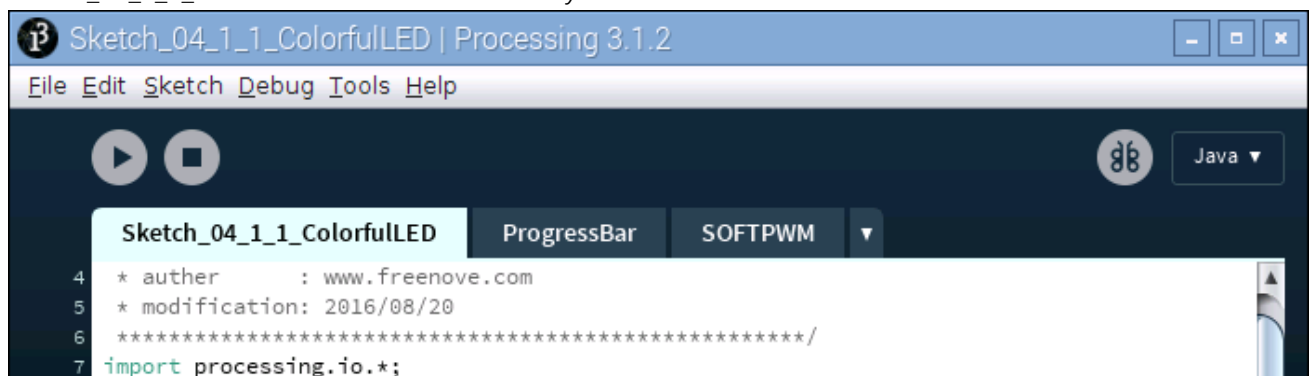 Sketch_04_1_1_ColorfulLED | Processing 3.1.2
File Edit Sketch Debug Tools Help
Java ▼
Sketch_04_1_1_ColorfulLED ProgressBar SOFTPWM ▼
4 * auther : www.freenove.com
5 * modification: 2016/08/20
6 *****************************************************/
7 import processing.io.*;